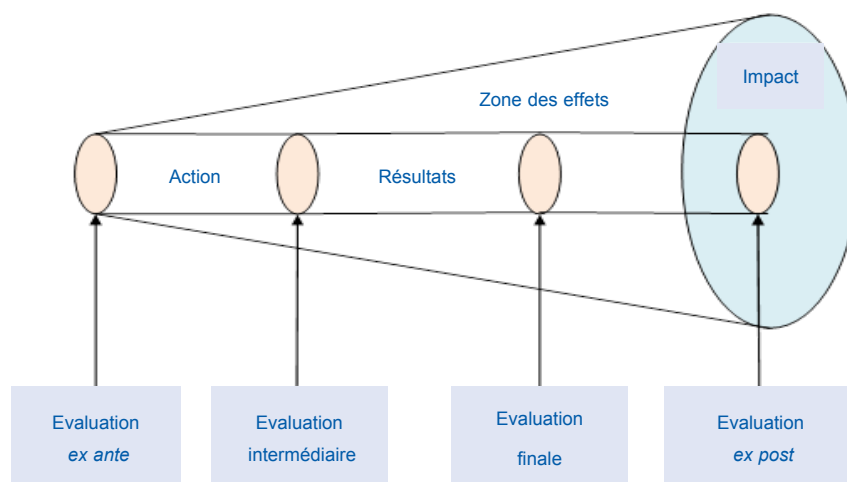 Impact
Zone des effets
Action
Résultats
Evaluation
ex ante
Evaluation
intermédiaire
Evaluation
finale
Evaluation
ex post